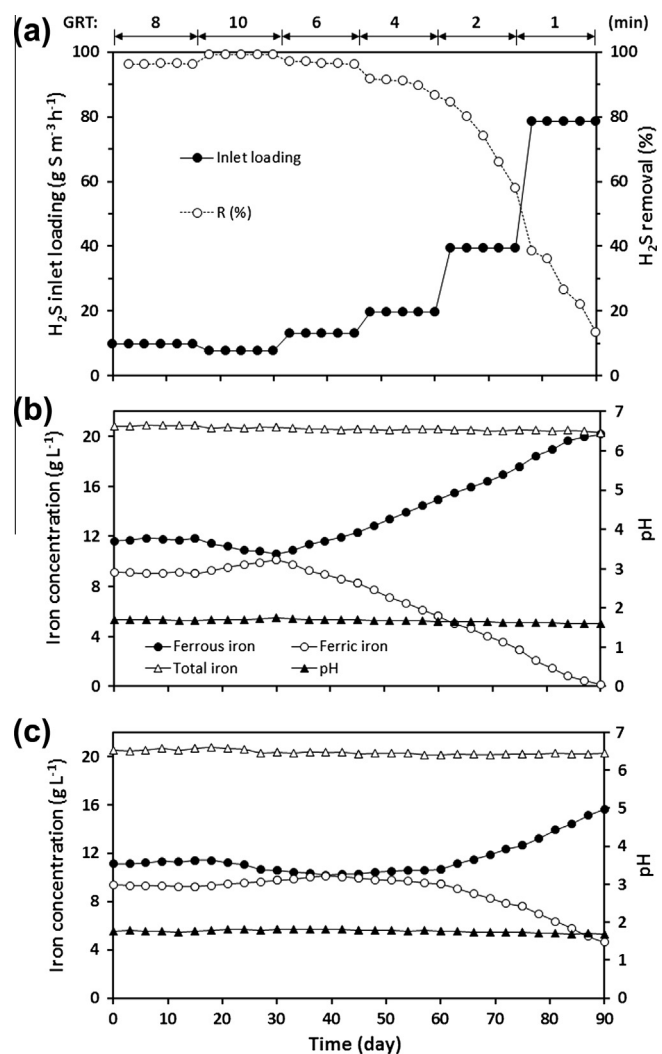 GRT: 8 10 6 4 2 1 (min)
(a)
100 100
80 80
60 60
40 40
20 20
0 0
H₂S inlet loading (g S m⁻³ h⁻¹)
H₂S removal (%)
Inlet loading
R (%)
(b)
20
16
12
8
4
0
Iron concentration (g L⁻¹)
7
6
5
4
3
2
1
0
pH
Ferrous iron Ferric iron
Total iron pH
(c)
20
16
12
8
4
0
Iron concentration (g L⁻¹)
7
6
5
4
3
2
1
0
pH
0 10 20 30 40 50 60 70 80 90
Time (day)